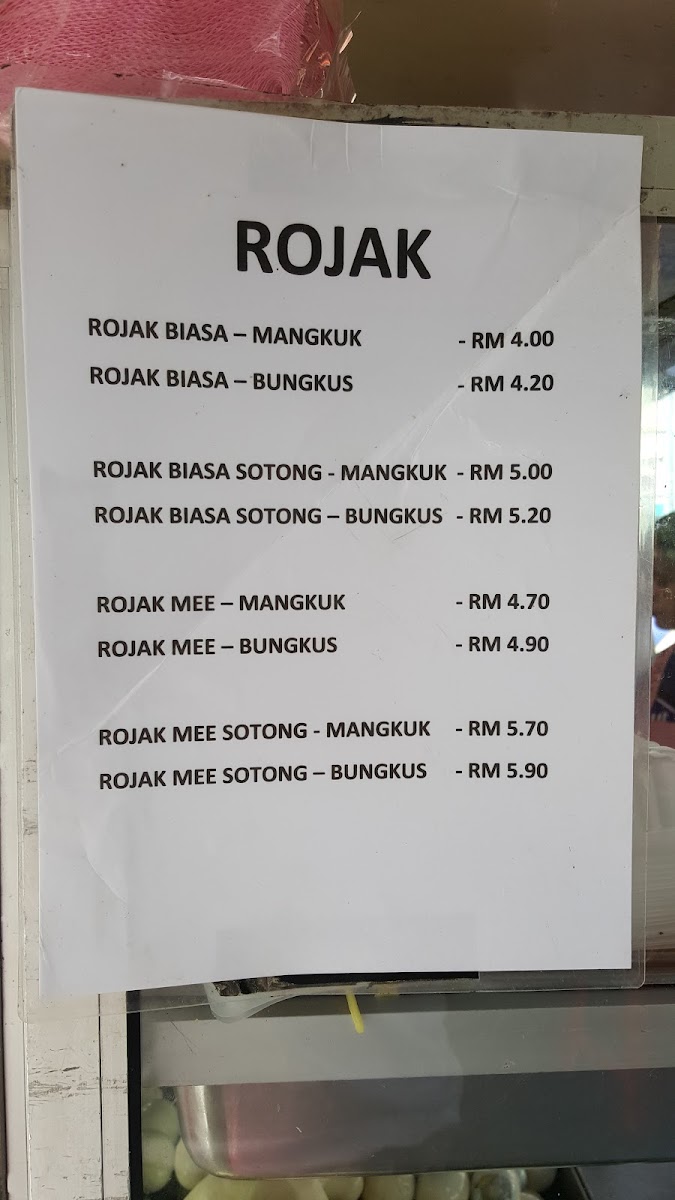 ROJAK
ROJAK BIASA – MANGKUK - RM 4.00
ROJAK BIASA – BUNGKUS - RM 4.20
ROJAK BIASA SOTONG - MANGKUK - RM 5.00
ROJAK BIASA SOTONG – BUNGKUS - RM 5.20
ROJAK MEE – MANGKUK - RM 4.70
ROJAK MEE – BUNGKUS - RM 4.90
ROJAK MEE SOTONG - MANGKUK - RM 5.70
ROJAK MEE SOTONG – BUNGKUS - RM 5.90